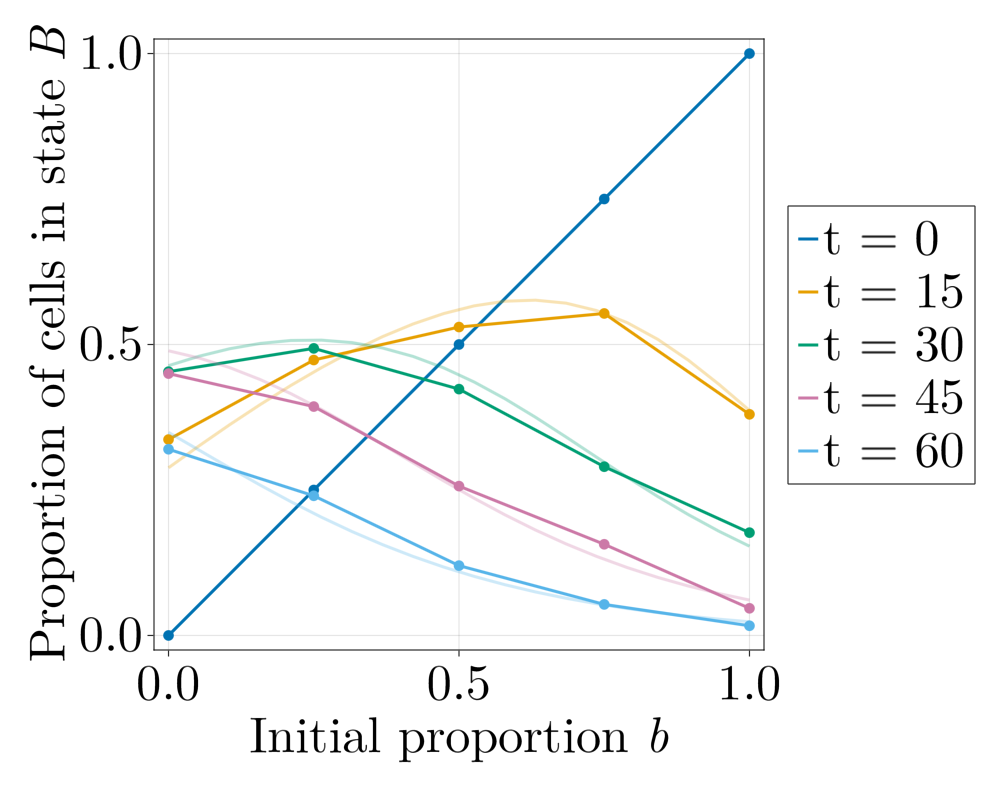 Proportion of cells in state B
1.0
0.5
0.0
0.0 0.5 1.0
Initial proportion b
t = 0
t = 15
t = 30
t = 45
t = 60